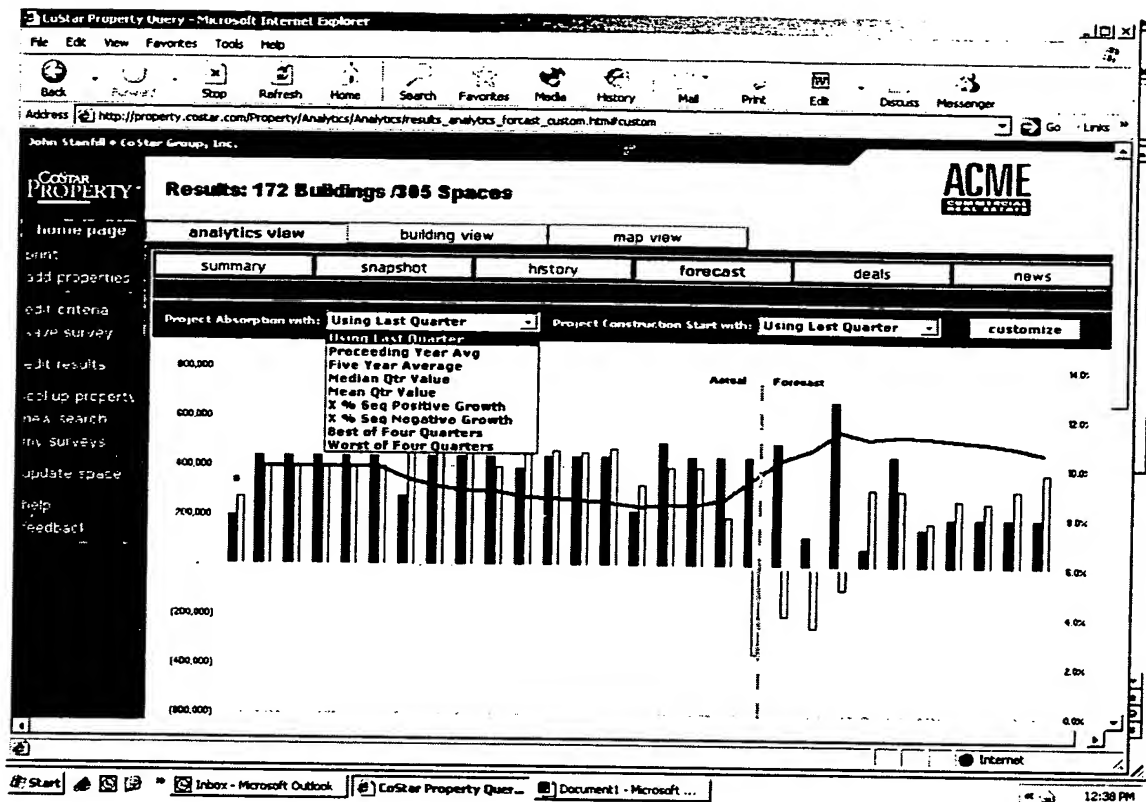 CoStar Property Query - Microsoft Internet Explorer
File Edit View Favorites Tools Help
Back Forward Stop Refresh Home Search Favorites Media History Mail Print Edit Discuss Messenger
Address http://property.costar.com/Property/Analytics/Analytics/results_analytics_forcast_custom.htm#custom Go Links »
John Stanfill • CoStar Group, Inc.
COSTAR
PROPERTY
Results: 172 Buildings /305 Spaces
ACME
COMMERCIAL
REAL ESTATE
home page
analytics view building view map view
print
summary snapshot history forecast deals news
add properties
edit criteria
save survey
Project Absorption with: Using Last Quarter Project Construction Start with: Using Last Quarter customize
Using Last Quarter
Proceeding Year Avg
Five Year Average
Median Qtr Value
Mean Qtr Value
X % Seq Positive Growth
X % Seq Negative Growth
Best of Four Quarters
Worst of Four Quarters
edit results
new search
my surveys
update space
help
feedback
Actual Forecast
800,000
600,000
400,000
200,000
-
(200,000)
(400,000)
(800,000)
14.0%
12.0%
10.0%
8.0%
6.0%
4.0%
2.0%
0.0%
Internet
Start » Inbox - Microsoft Outlook CoStar Property Quer... Document1 - Microsoft ... « 12:38 PM